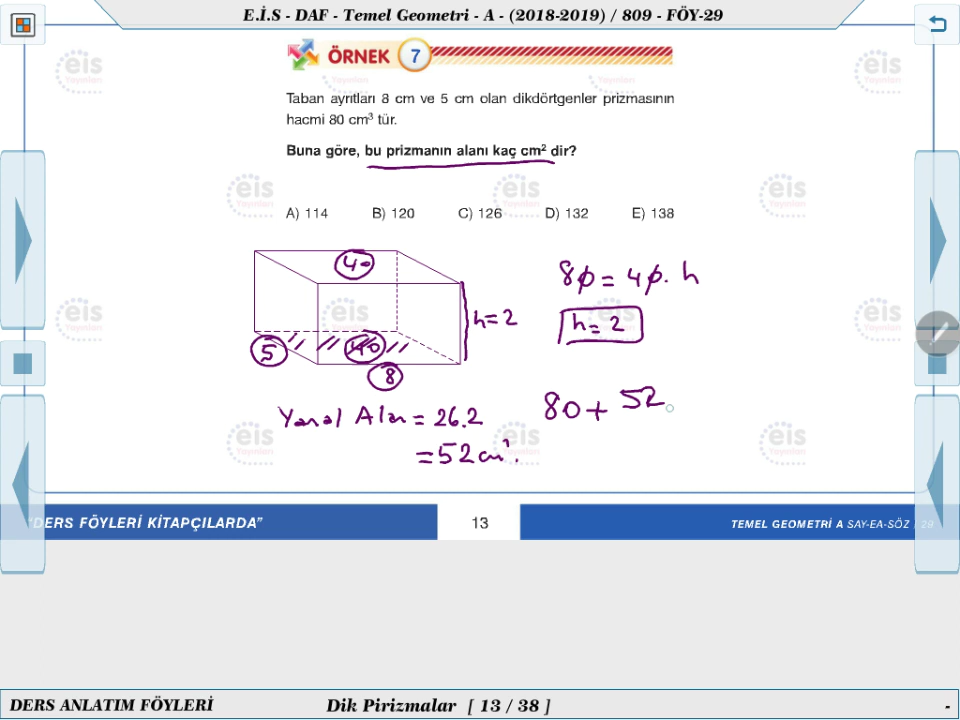 E.İ.S - DAF - Temel Geometri - A - (2018-2019) / 809 - FÖY-29
ÖRNEK 7
Taban ayrıtları 8 cm ve 5 cm olan dikdörtgenler prizmasının
hacmi 80 cm³ tür.
Buna göre, bu prizmanın alanı kaç cm² dir?
A) 114 B) 120 C) 126 D) 132 E) 138
40
h=2
5
40
8
80 = 40. h
h=2
Yanal Alan = 26.2
=52 cm².
80+ 52
eis Yayınları
"DERS FÖYLERİ KİTAPÇILARDA"
13
TEMEL GEOMETRİ A SAY-EA-SÖZ | 29
DERS ANLATIM FÖYLERİ
Dik Pirizmalar [ 13 / 38 ]
-